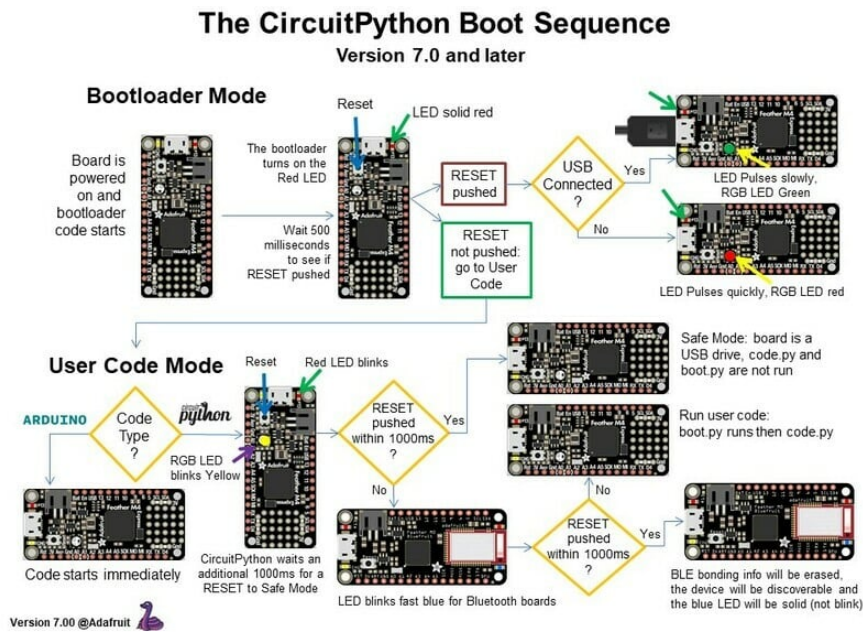 The CircuitPython Boot Sequence
Version 7.0 and later
Bootloader Mode
Board is
powered
on and
bootloader
code starts
The bootloader
turns on the
Red LED
Wait 500
milliseconds
to see if
RESET pushed
Reset
LED solid red
RESET
pushed
RESET
not pushed:
go to User
Code
USB
Connected
?
Yes
No
LED Pulses slowly,
RGB LED Green
LED Pulses quickly, RGB LED red
User Code Mode
ARDUINO
Code
Type
?
circuit
python
Code starts immediately
Reset
Red LED blinks
RGB LED
blinks Yellow
CircuitPython waits an
additional 1000ms for a
RESET to Safe Mode
RESET
pushed
within 1000ms
?
Yes
No
Safe Mode: board is a
USB drive, code.py and
boot.py are not run
Run user code:
boot.py runs then code.py
LED blinks fast blue for Bluetooth boards
RESET
pushed
within 1000ms
?
No
Yes
BLE bonding info will be erased,
the device will be discoverable and
the blue LED will be solid (not blink)
Version 7.00 @Adafruit